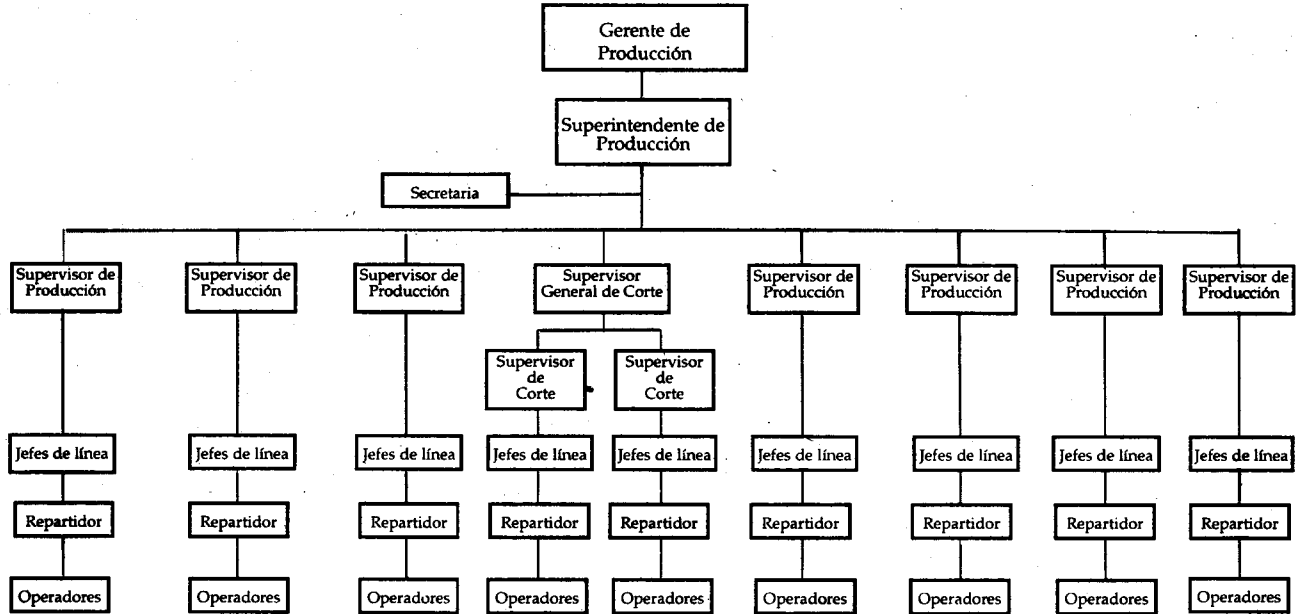 Gerente de
Producción
Superintendente de
Producción
Secretaria
Supervisor de
Producción
Supervisor de
Producción
Supervisor de
Producción
Supervisor
General de Corte
Supervisor de
Producción
Supervisor de
Producción
Supervisor de
Producción
Supervisor de
Producción
Supervisor
de
Corte
Supervisor
de
Corte
Jefes de línea
Jefes de línea
Jefes de línea
Jefes de línea
Jefes de línea
Jefes de línea
Jefes de línea
Jefes de línea
Jefes de línea
Repartidor
Repartidor
Repartidor
Repartidor
Repartidor
Repartidor
Repartidor
Repartidor
Repartidor
Operadores
Operadores
Operadores
Operadores
Operadores
Operadores
Operadores
Operadores
Operadores